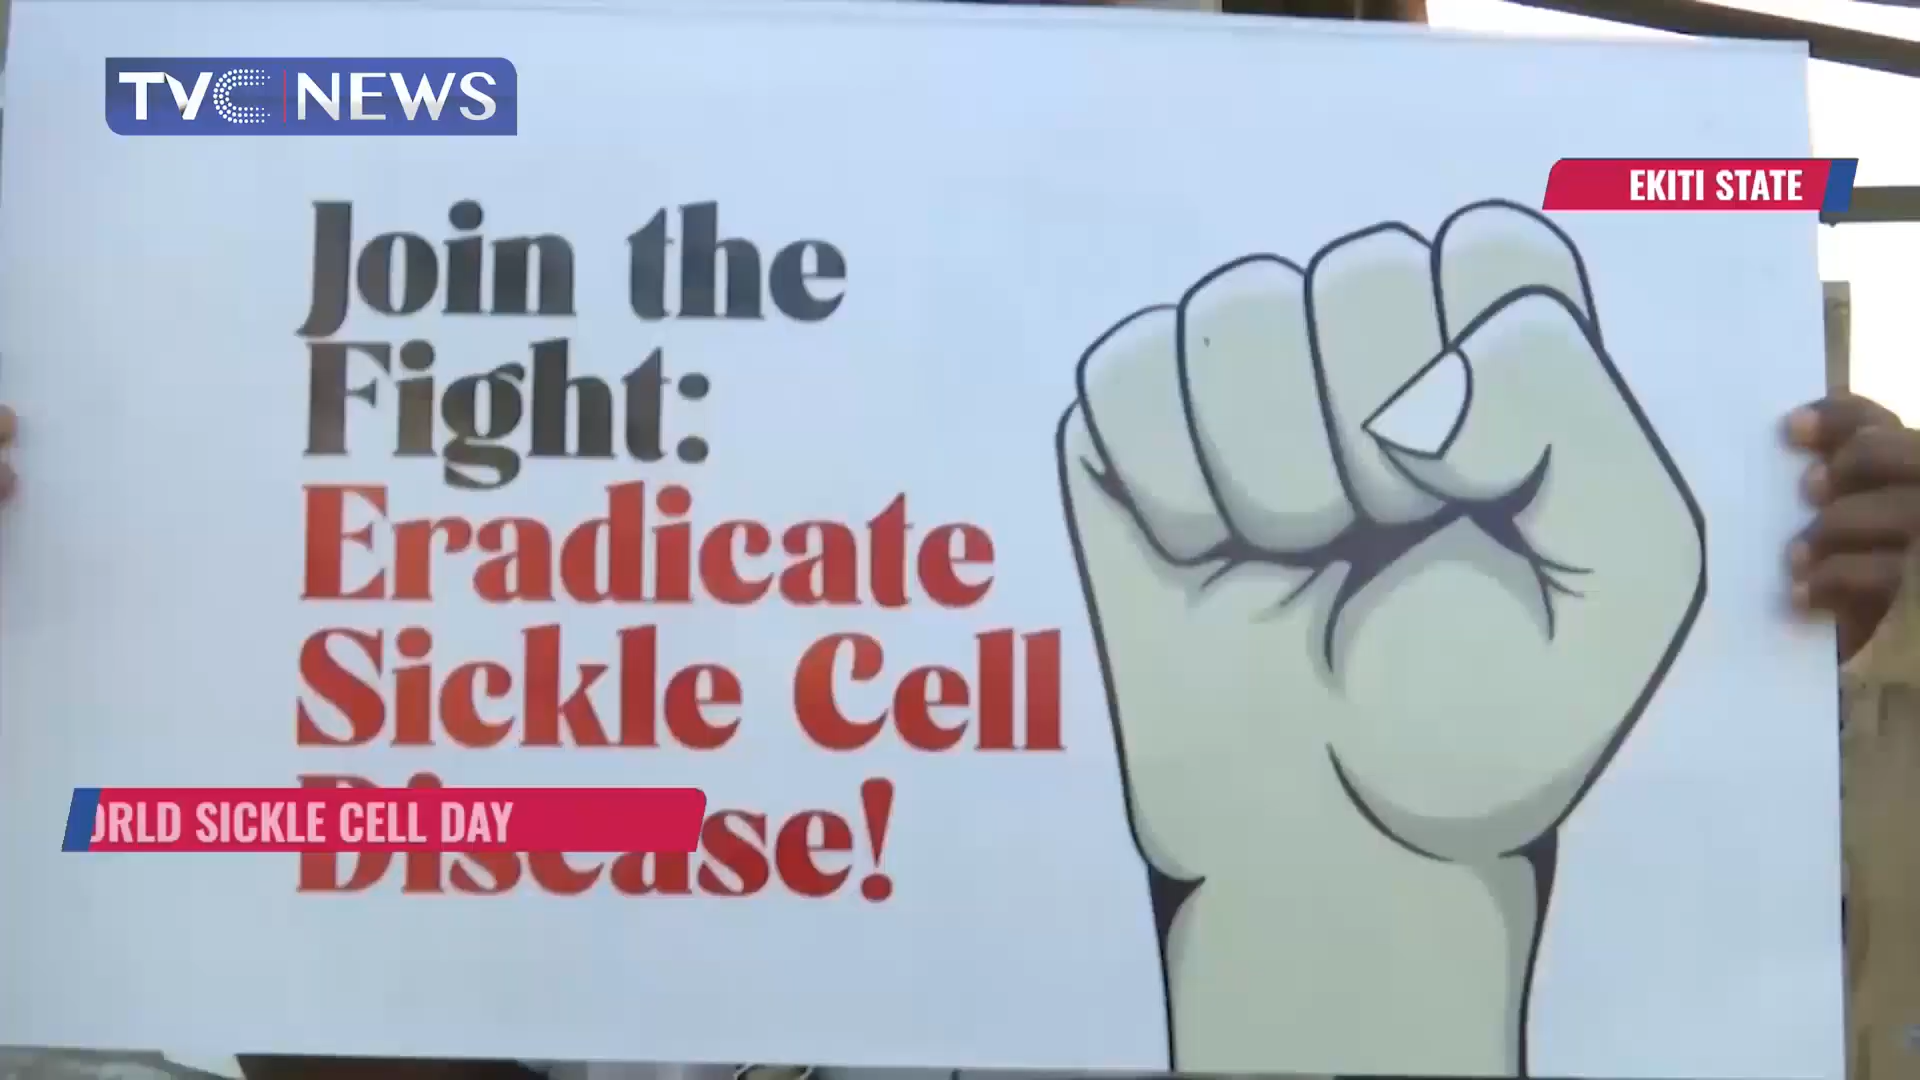 TVC NEWS
EKITI STATE
Join the
Fight:
Eradicate
Sickle Cell
Disease!
ORLD SICKLE CELL DAY